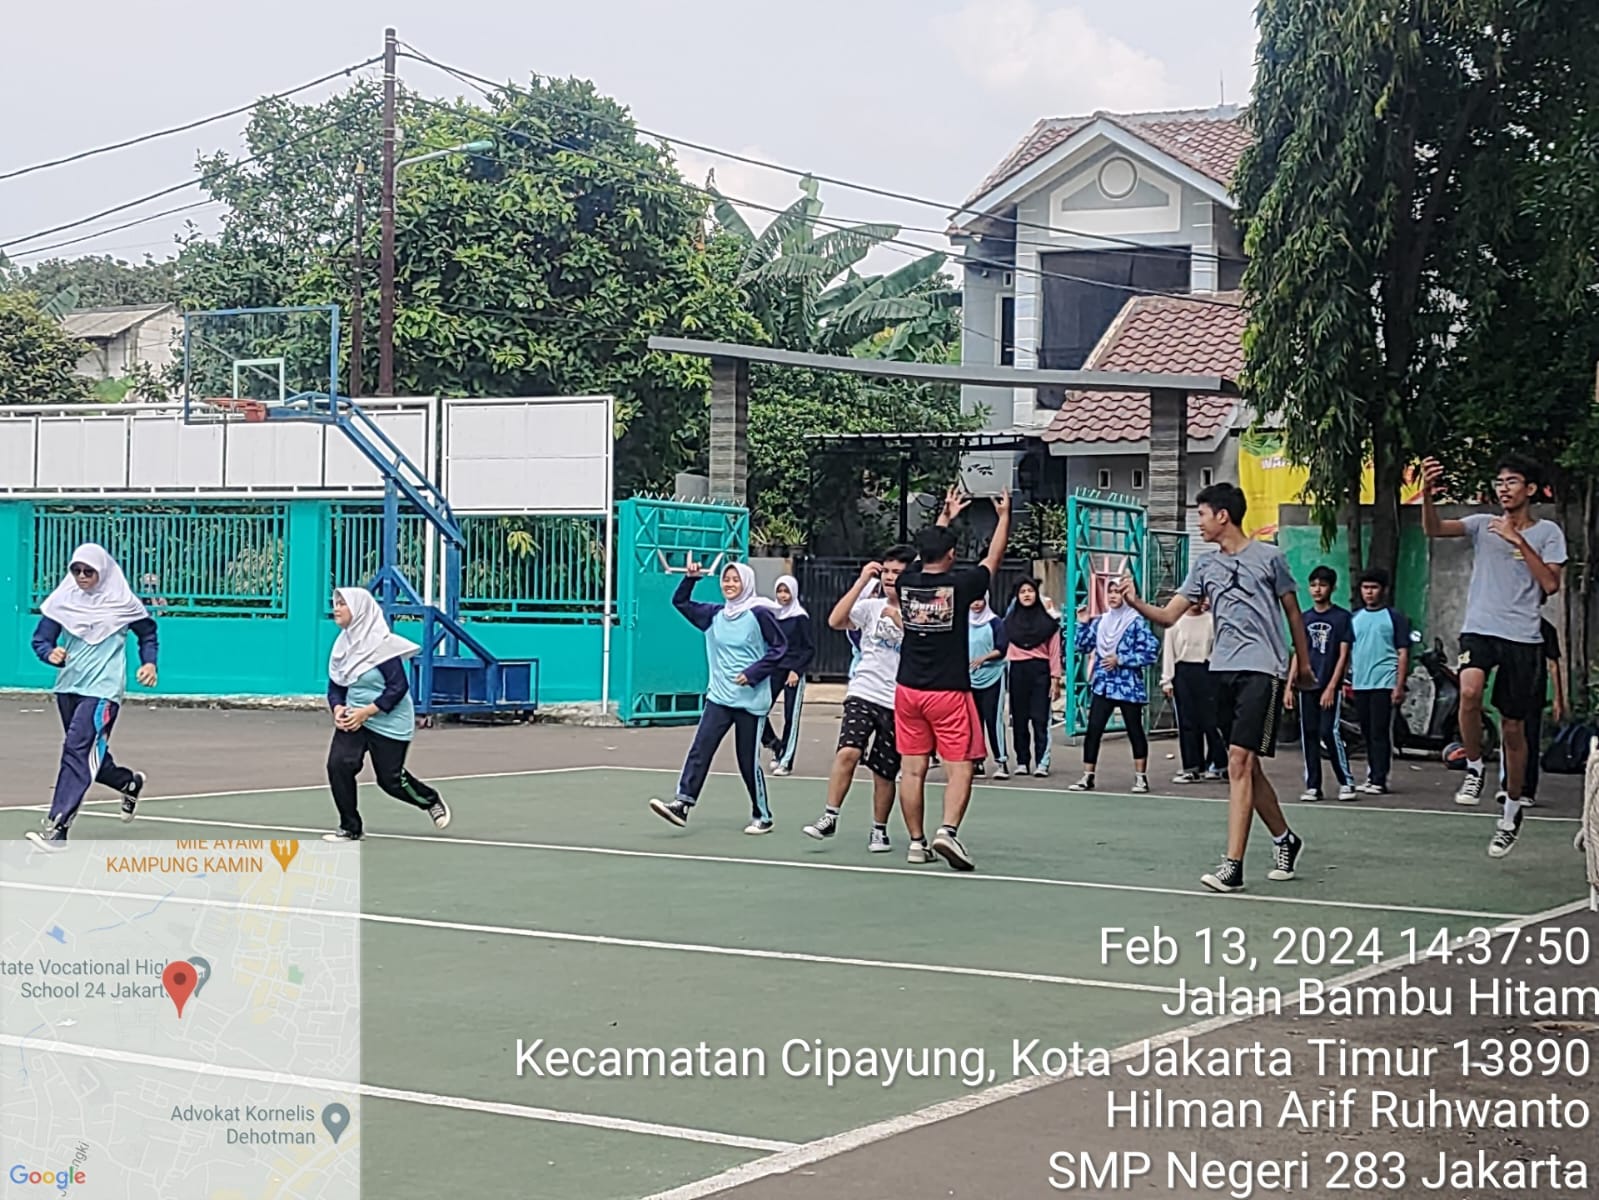 MIE AYAM
KAMPUNG KAMIN
tate Vocational Hig
School 24 Jakart
Advokat Kornelis
Dehotman
ngki
Google
Feb 13, 2024 14.37:50
Jalan Bambu Hitam
Kecamatan Cipayung, Kota Jakarta Timur 13890
Hilman Arif Ruhwanto
SMP Negeri 283 Jakarta